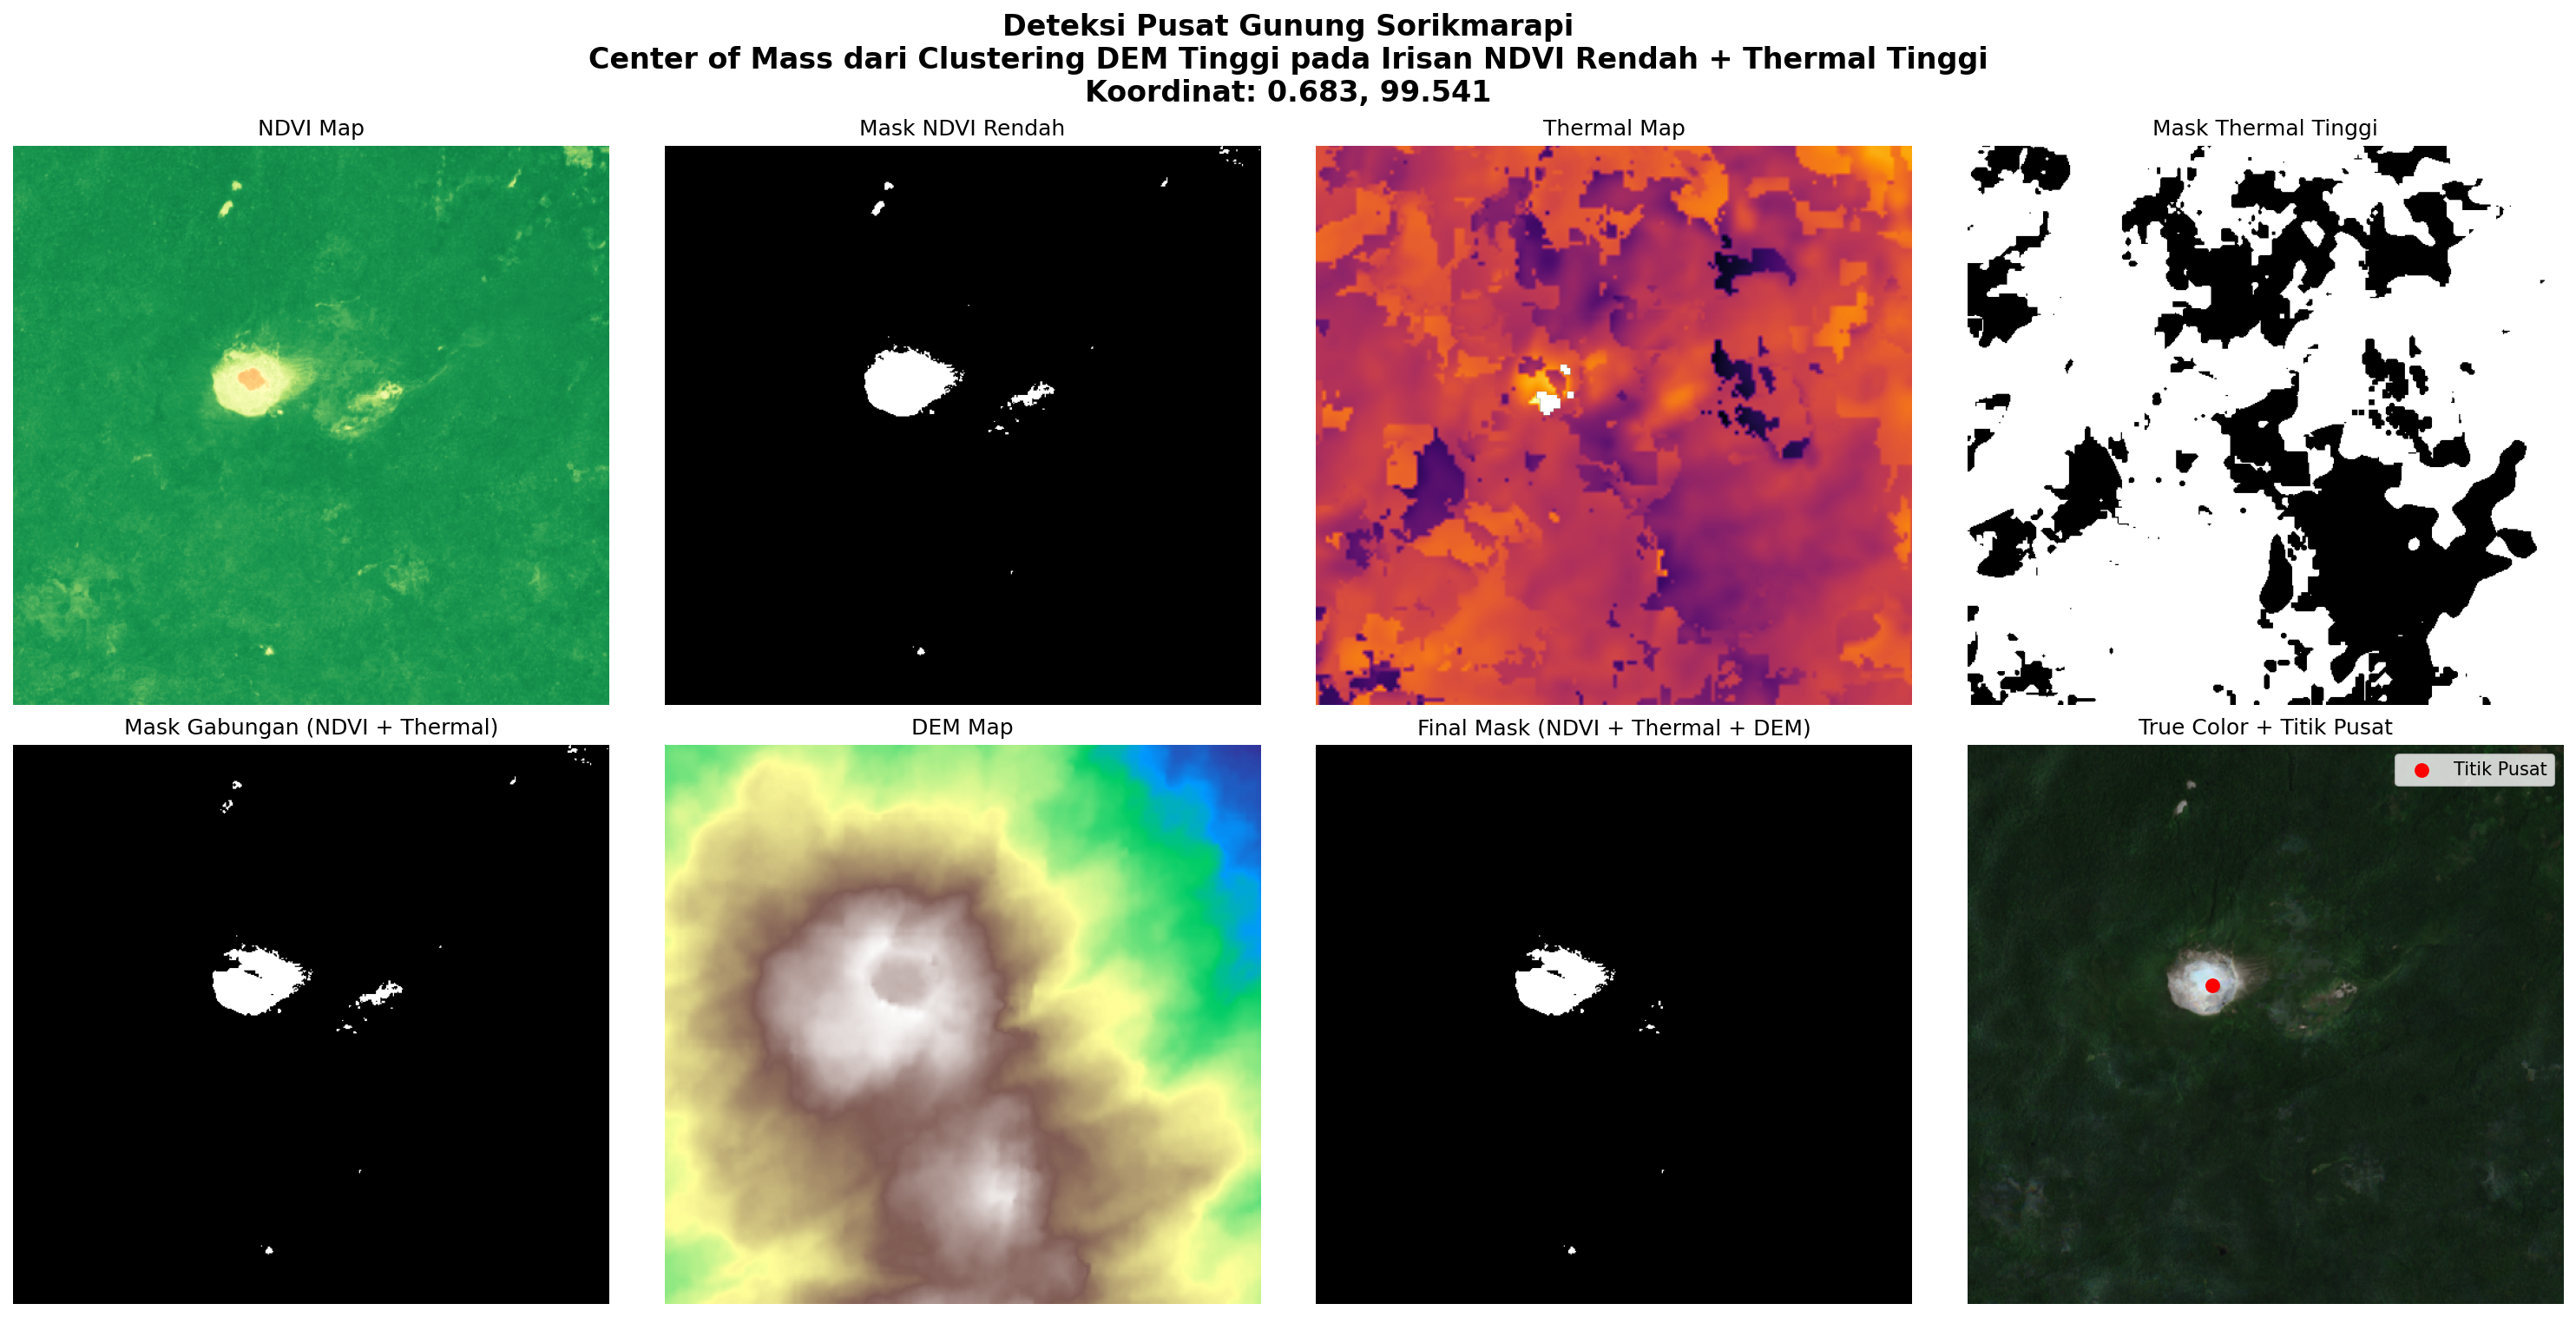 Deteksi Pusat Gunung Sorikmarapi
Center of Mass dari Clustering DEM Tinggi pada Irisan NDVI Rendah + Thermal Tinggi
Koordinat: 0.683, 99.541
NDVI Map
Mask NDVI Rendah
Thermal Map
Mask Thermal Tinggi
Mask Gabungan (NDVI + Thermal)
DEM Map
Final Mask (NDVI + Thermal + DEM)
True Color + Titik Pusat
Titik Pusat